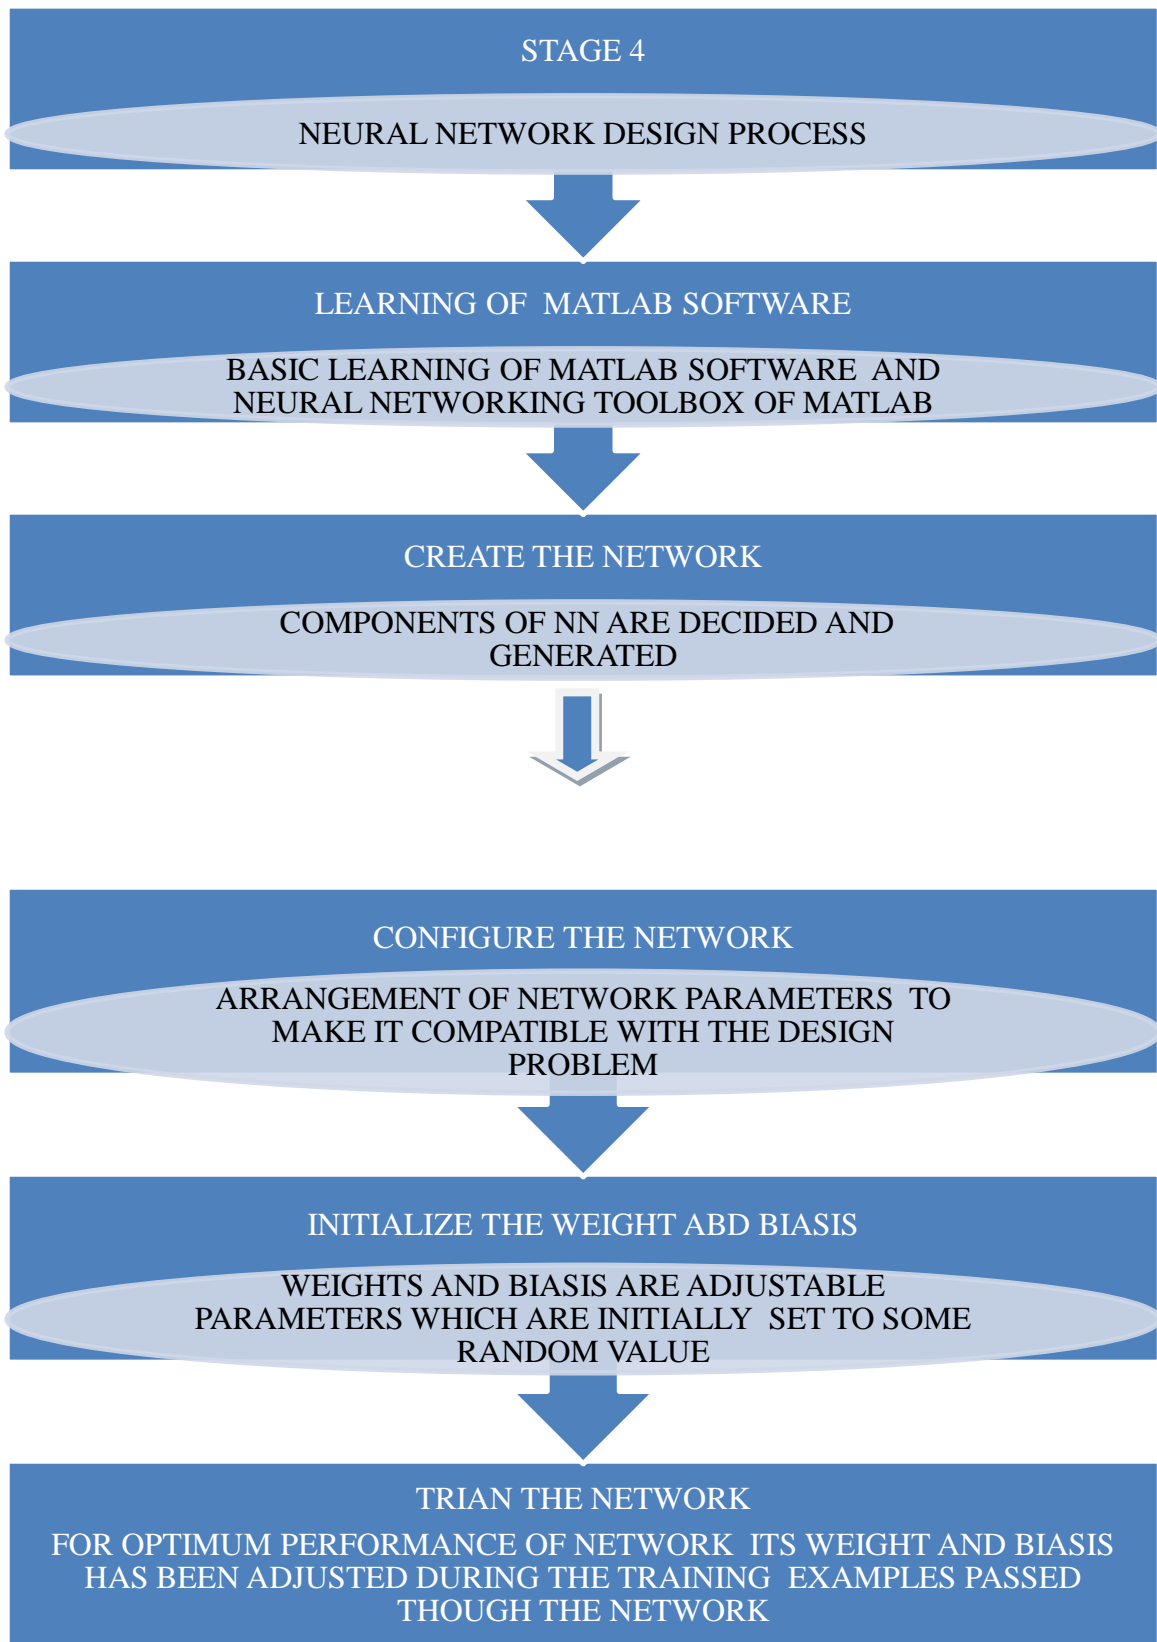 STAGE 4
NEURAL NETWORK DESIGN PROCESS
LEARNING OF MATLAB SOFTWARE
BASIC LEARNING OF MATLAB SOFTWARE AND
NEURAL NETWORKING TOOLBOX OF MATLAB
CREATE THE NETWORK
COMPONENTS OF NN ARE DECIDED AND
GENERATED
CONFIGURE THE NETWORK
ARRANGEMENT OF NETWORK PARAMETERS TO
MAKE IT COMPATIBLE WITH THE DESIGN
PROBLEM
INITIALIZE THE WEIGHT ABD BIASIS
WEIGHTS AND BIASIS ARE ADJUSTABLE
PARAMETERS WHICH ARE INITIALLY SET TO SOME
RANDOM VALUE
TRIAN THE NETWORK
FOR OPTIMUM PERFORMANCE OF NETWORK ITS WEIGHT AND BIASIS
HAS BEEN ADJUSTED DURING THE TRAINING EXAMPLES PASSED
THOUGH THE NETWORK